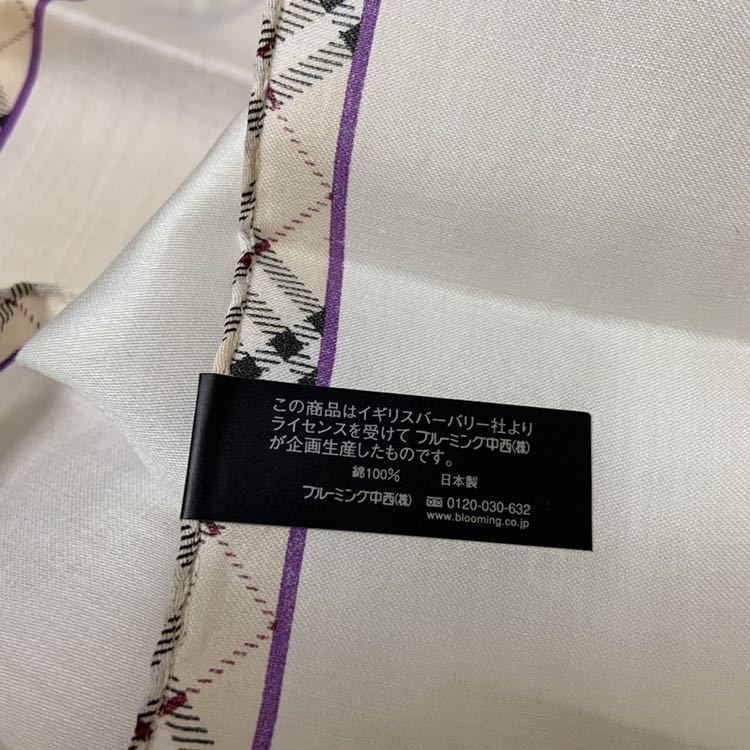 この商品はイギリスバーバリー社より
ライセンスを受けて ブルーミング中西(株)
が企画生産したものです。
綿100% 日本製
ブルーミング中西(株) 0120-030-632
www.blooming.co.jp